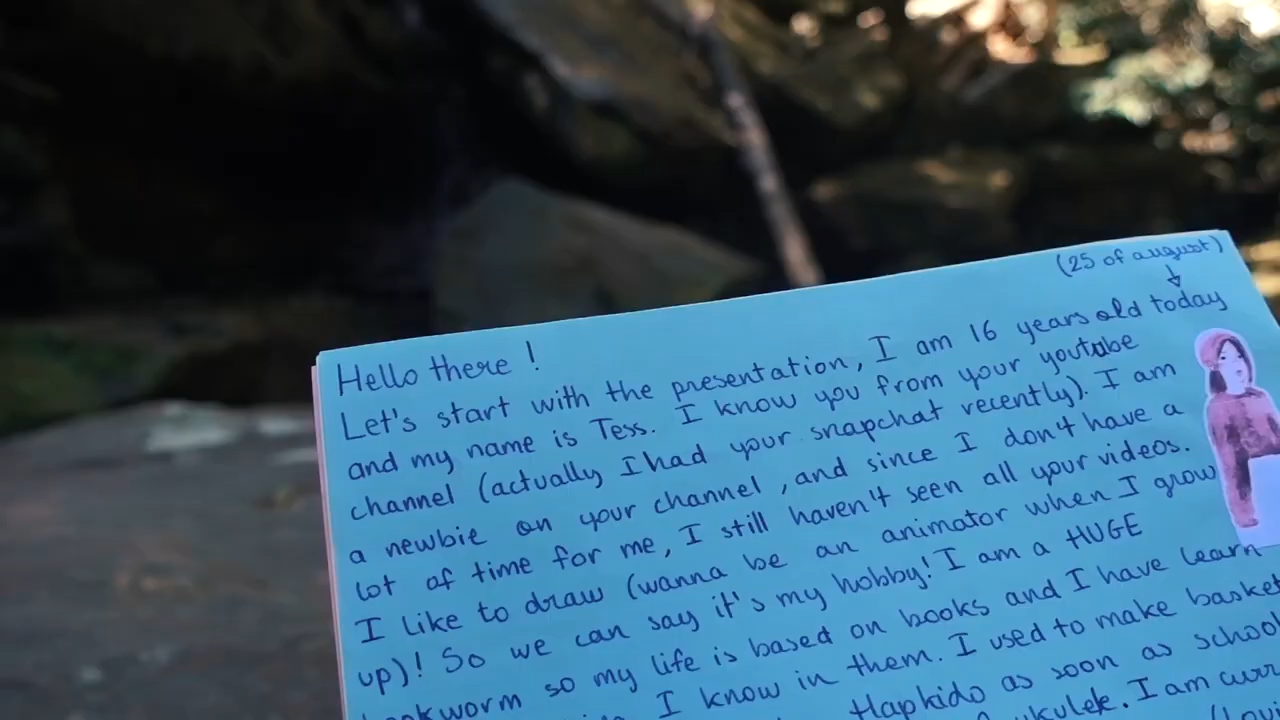 (25 of august)
Hello there !
Let's start with the presentation, I am 16 years old today
and my name is Tess. I know you from your youtube
channel (actually I had your snapchat recently). I am
a newbie on your channel, and since I don't have a
lot of time for me, I still haven't seen all your videos.
I like to draw (wanna be an animator when I grow
up)! So we can say it's my hobby! I am a HUGE
so my life is based on books and I have learn
I know in them. I used to make basket
Hapkido as soon as school
I am